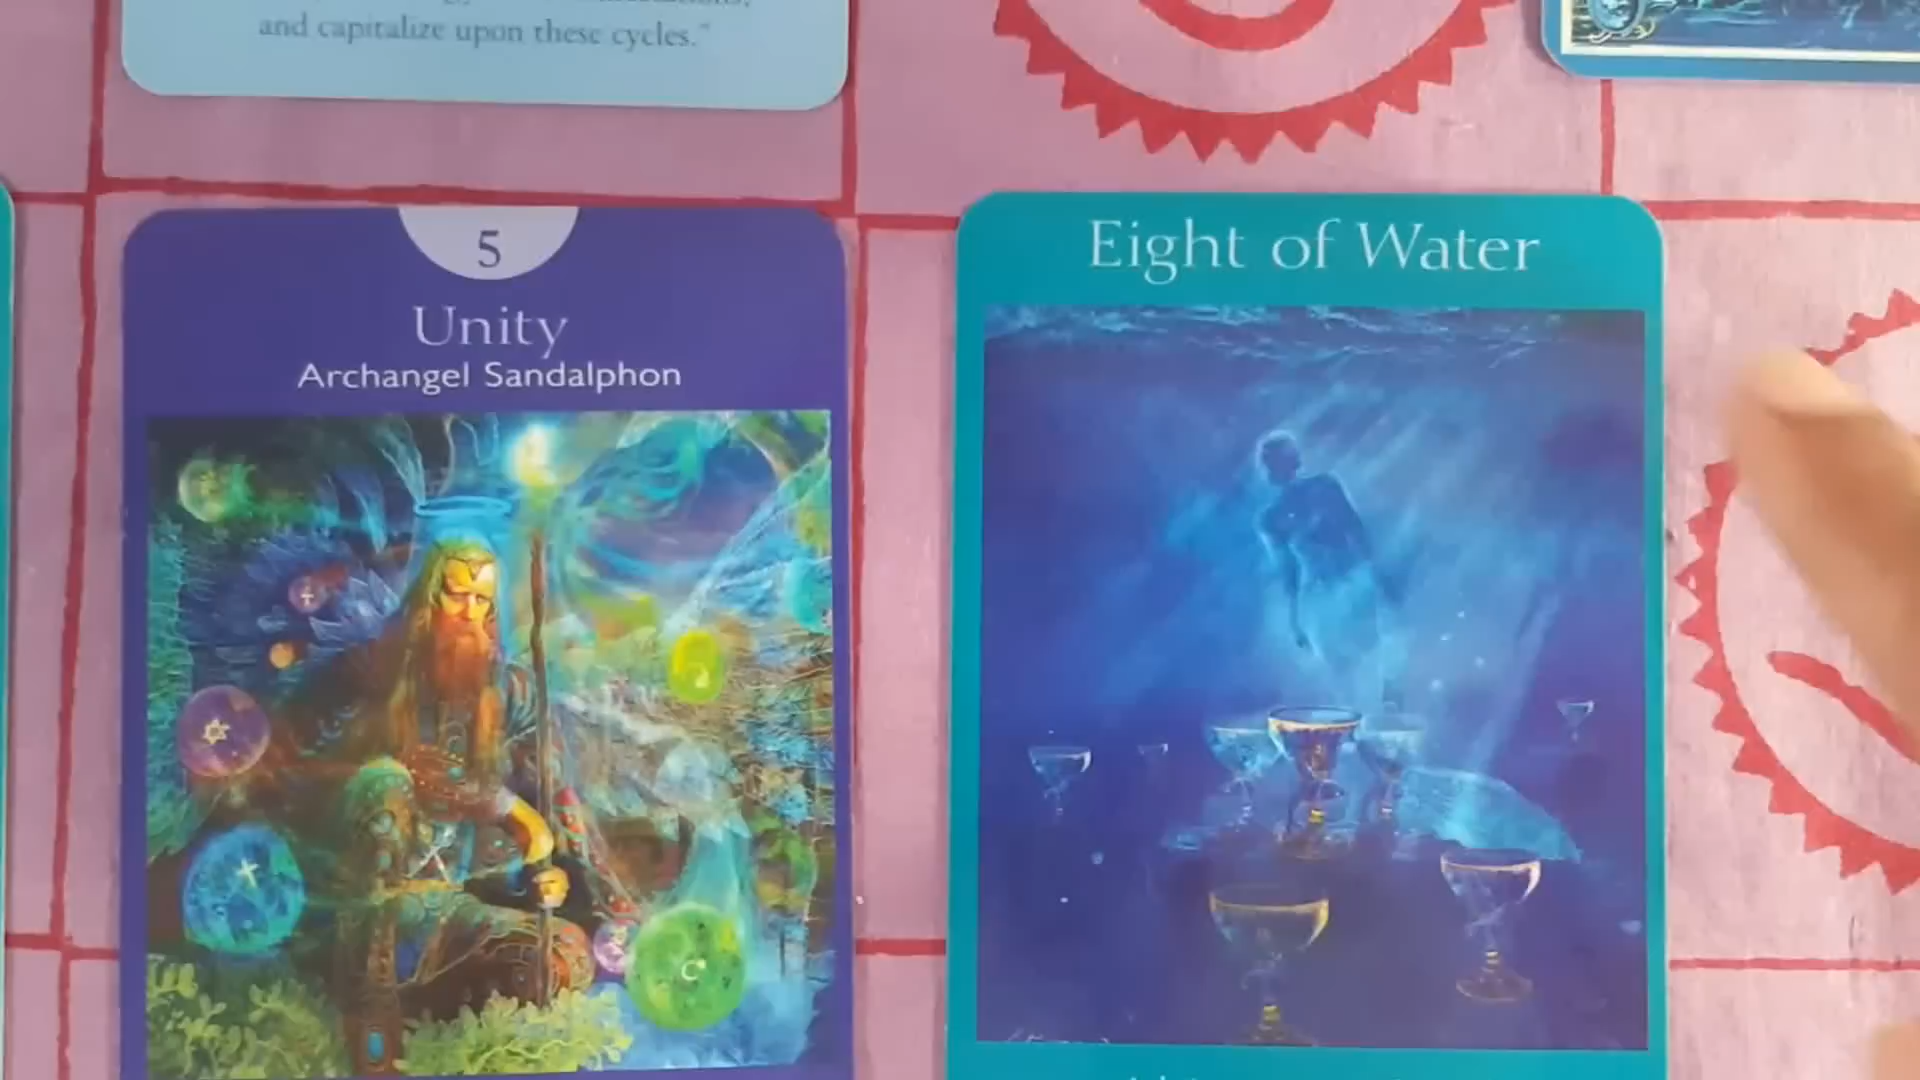 and capitalize upon these cycles."
5
Unity
Archangel Sandalphon
Eight of Water